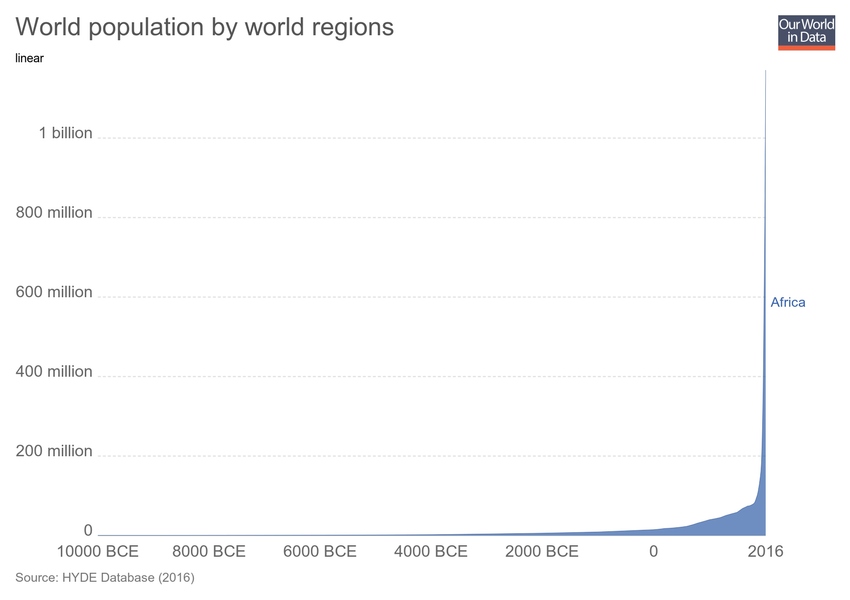 World population by world regions
Our World
in Data
linear
1 billion
800 million
600 million
Africa
400 million
200 million
0
10000 BCE
8000 BCE
6000 BCE
4000 BCE
2000 BCE
0
2016
Source: HYDE Database (2016)